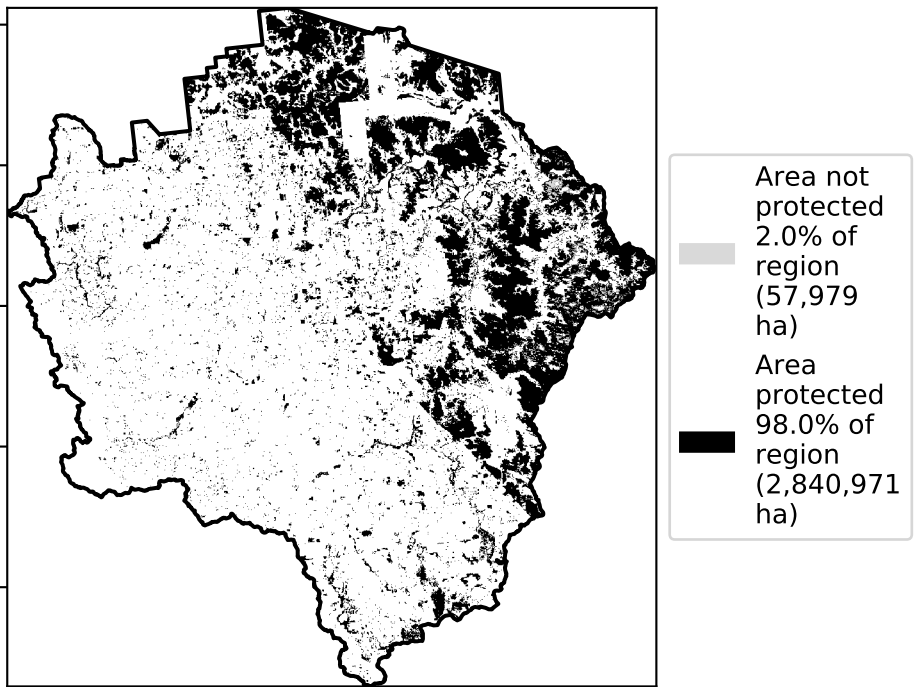 Area not
protected
2.0% of
region
(57,979
ha)
Area
protected
98.0% of
region
(2,840,971
ha)